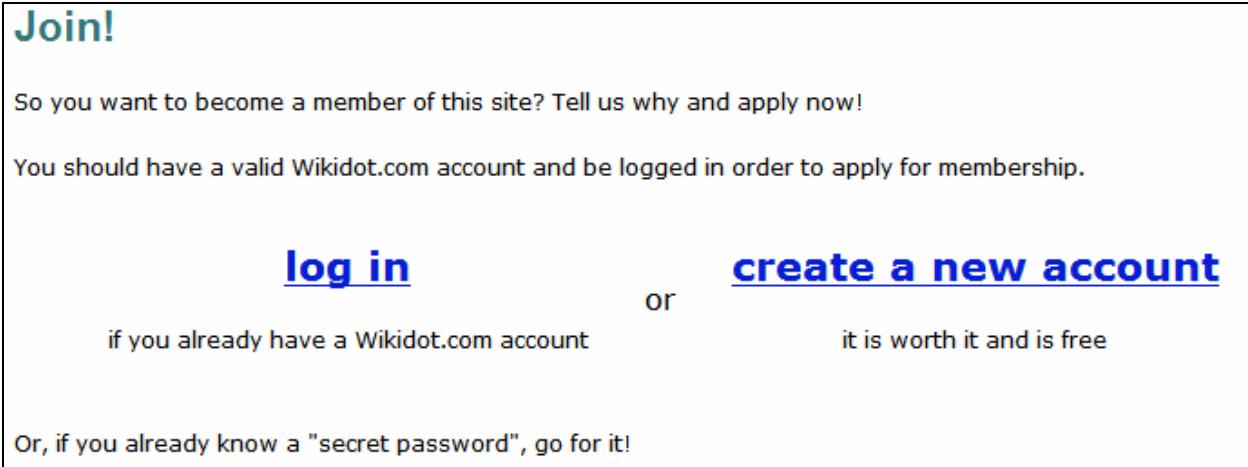 Join!
So you want to become a member of this site? Tell us why and apply now!
You should have a valid Wikidot.com account and be logged in order to apply for membership.
log in
if you already have a Wikidot.com account
or
create a new account
it is worth it and is free
Or, if you already know a "secret password", go for it!